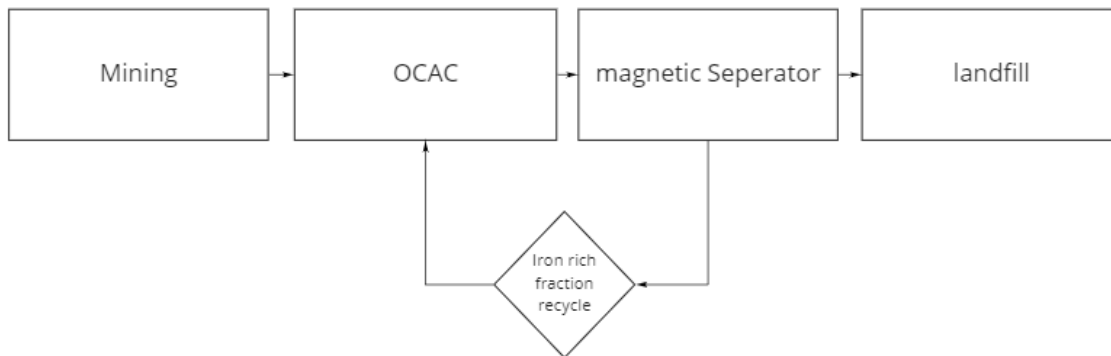 Mining
OCAC
magnetic Seperator
landfill
Iron rich
fraction
recycle